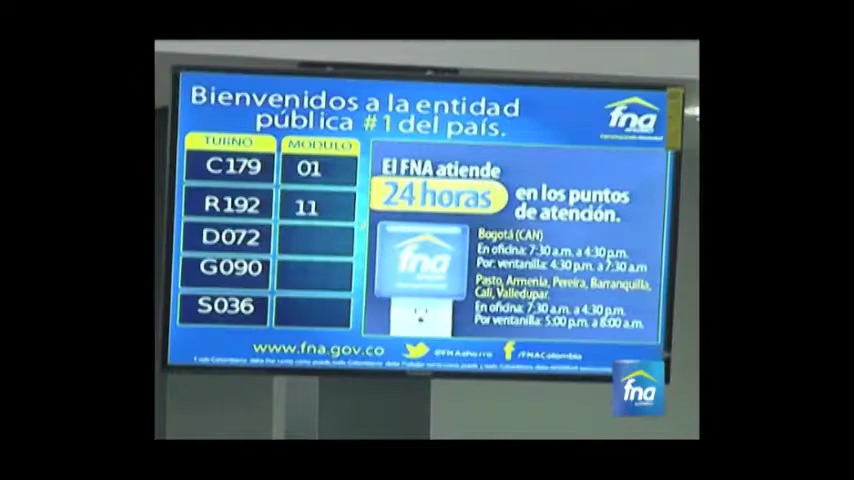 Bienvenidos a la entidad
pública #1 del país.
fna
TURNO MODULO
C179 01
R192 11
D072
G090
S036
El FNA atiende
24 horas
en los puntos
de atención.
fna
Bogotá (CAN)
En oficina: 7:30 a.m. a 4:30 p.m.
Por: ventanilla: 4:30 p.m. a 7:30 a.m
Pasto, Armenia, Pereira, Barranquilla,
Cali, Valledupar.
En oficina: 7:30 a.m. a 4:30 p.m.
Por ventanilla: 5:00 p.m. a 8:00 a.m.
www.fna.gov.co @FNAahorro /FNAColombia
fna